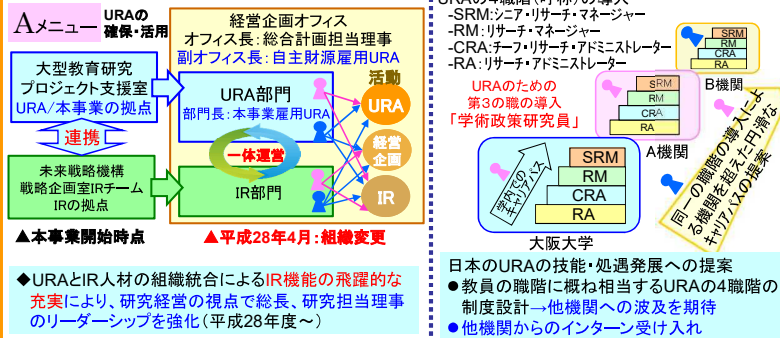 Aメニュー
URAの
確保・活用
経営企画オフィス
オフィス長:総合計画担当理事
副オフィス長:自主財源雇用URA
大型教育研究
プロジェクト支援室
URA/本事業の拠点
連携
未来戦略機構
戦略企画室IRチーム
IRの拠点
URA部門
部門長:本事業雇用URA
一体運営
IR部門
活動
URA
経営
企画
IR
▲本事業開始時点
▲平成28年4月:組織変更
◆URAとIR人材の組織統合によるIR機能の飛躍的な
充実により、研究経営の視点で総長、研究担当理事
のリーダーシップを強化(平成28年度~)
URAの4職階(呼称)の導入
-SRM:シニア・リサーチ・マネージャー
-RM:リサーチ・マネージャー
-CRA:チーフ・リサーチ・アドミニストレーター
-RA:リサーチ・アドミニストレーター
URAのための
第3の職の導入
「学術政策研究員」
SRM
RM
CRA
RA
B機関
SRM
RM
CRA
RA
A機関
学内での
キャリアパス
SRM
RM
CRA
RA
大阪大学
同一の職階の導入によ
る機関を超えた円滑な
キャリアパスの提案
日本のURAの技能・処遇発展への提案
●教員の職階に概ね相当するURAの4職階の
制度設計→他機関への波及を期待
●他機関からのインターン受け入れ